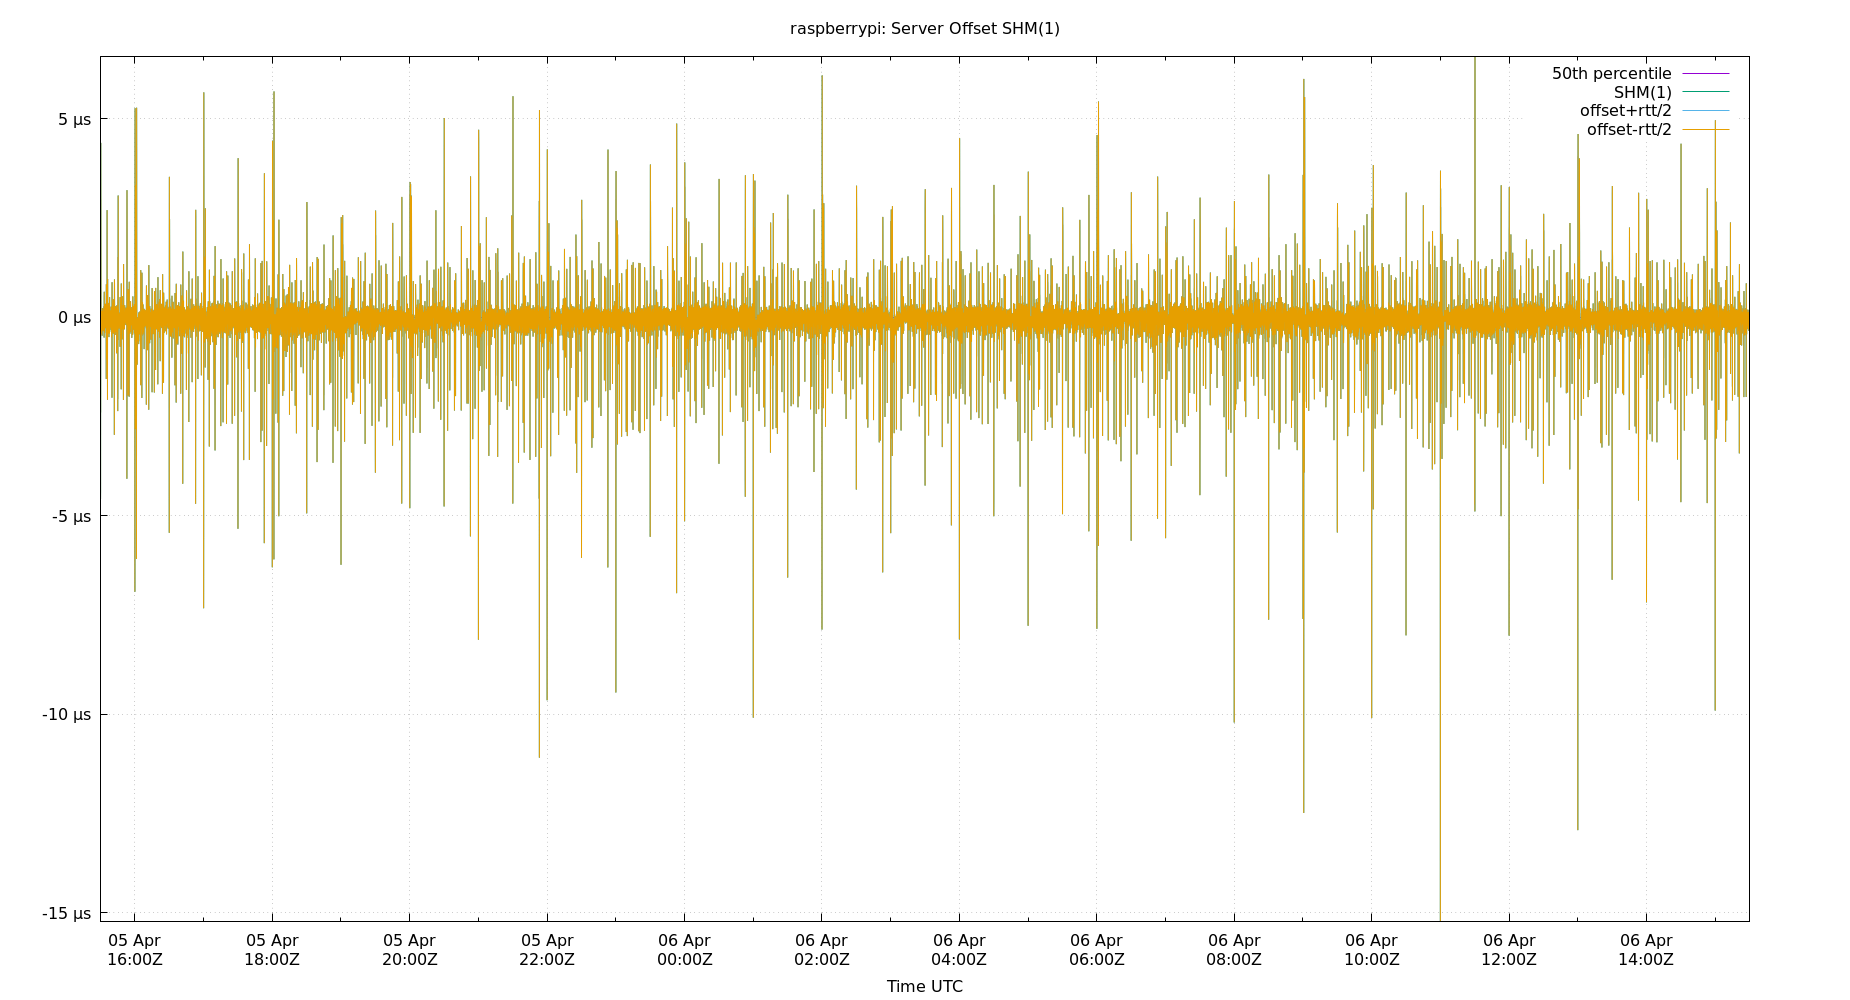 raspberrypi: Server Offset SHM(1)
50th percentile
SHM(1)
offset+rtt/2
offset-rtt/2
5 µs
0 µs
-5 µs
-10 µs
-15 µs
05 Apr 05 Apr 05 Apr 05 Apr 06 Apr 06 Apr 06 Apr 06 Apr 06 Apr 06 Apr 06 Apr 06 Apr
16:00Z 18:00Z 20:00Z 22:00Z 00:00Z 02:00Z 04:00Z 06:00Z 08:00Z 10:00Z 12:00Z 14:00Z
Time UTC